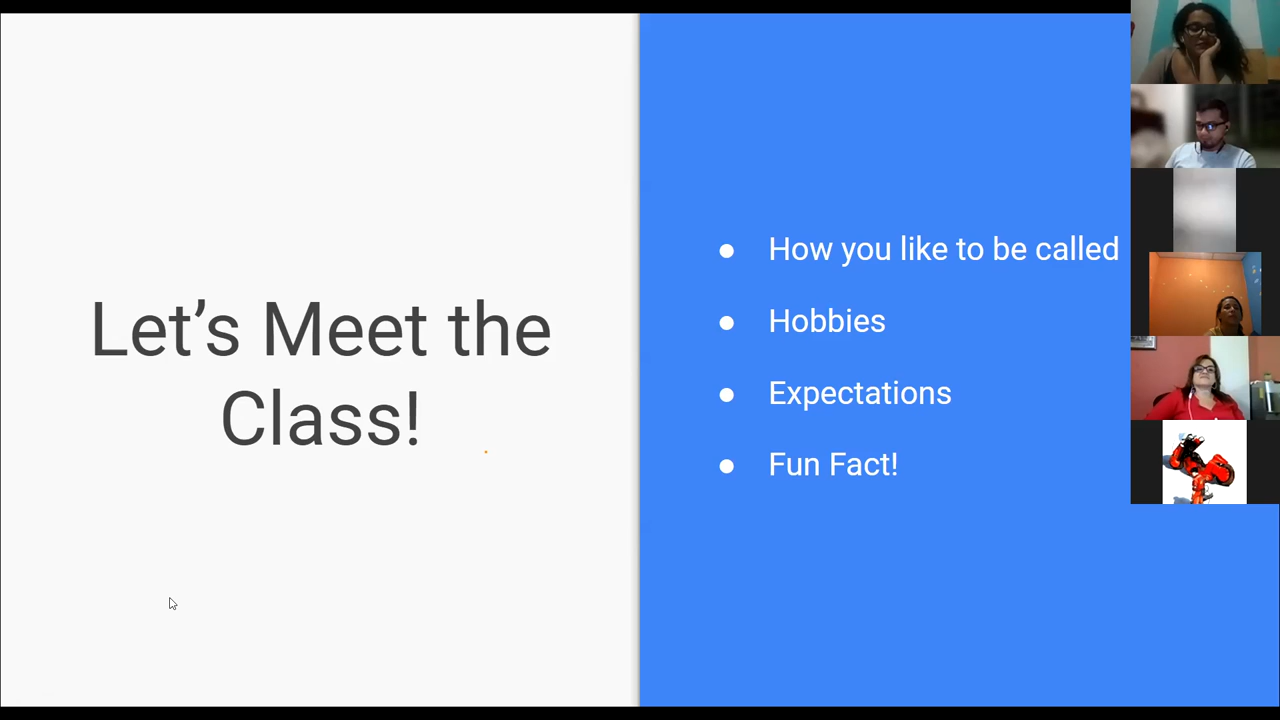 Let’s Meet the
Class!
● How you like to be called
● Hobbies
● Expectations
● Fun Fact!